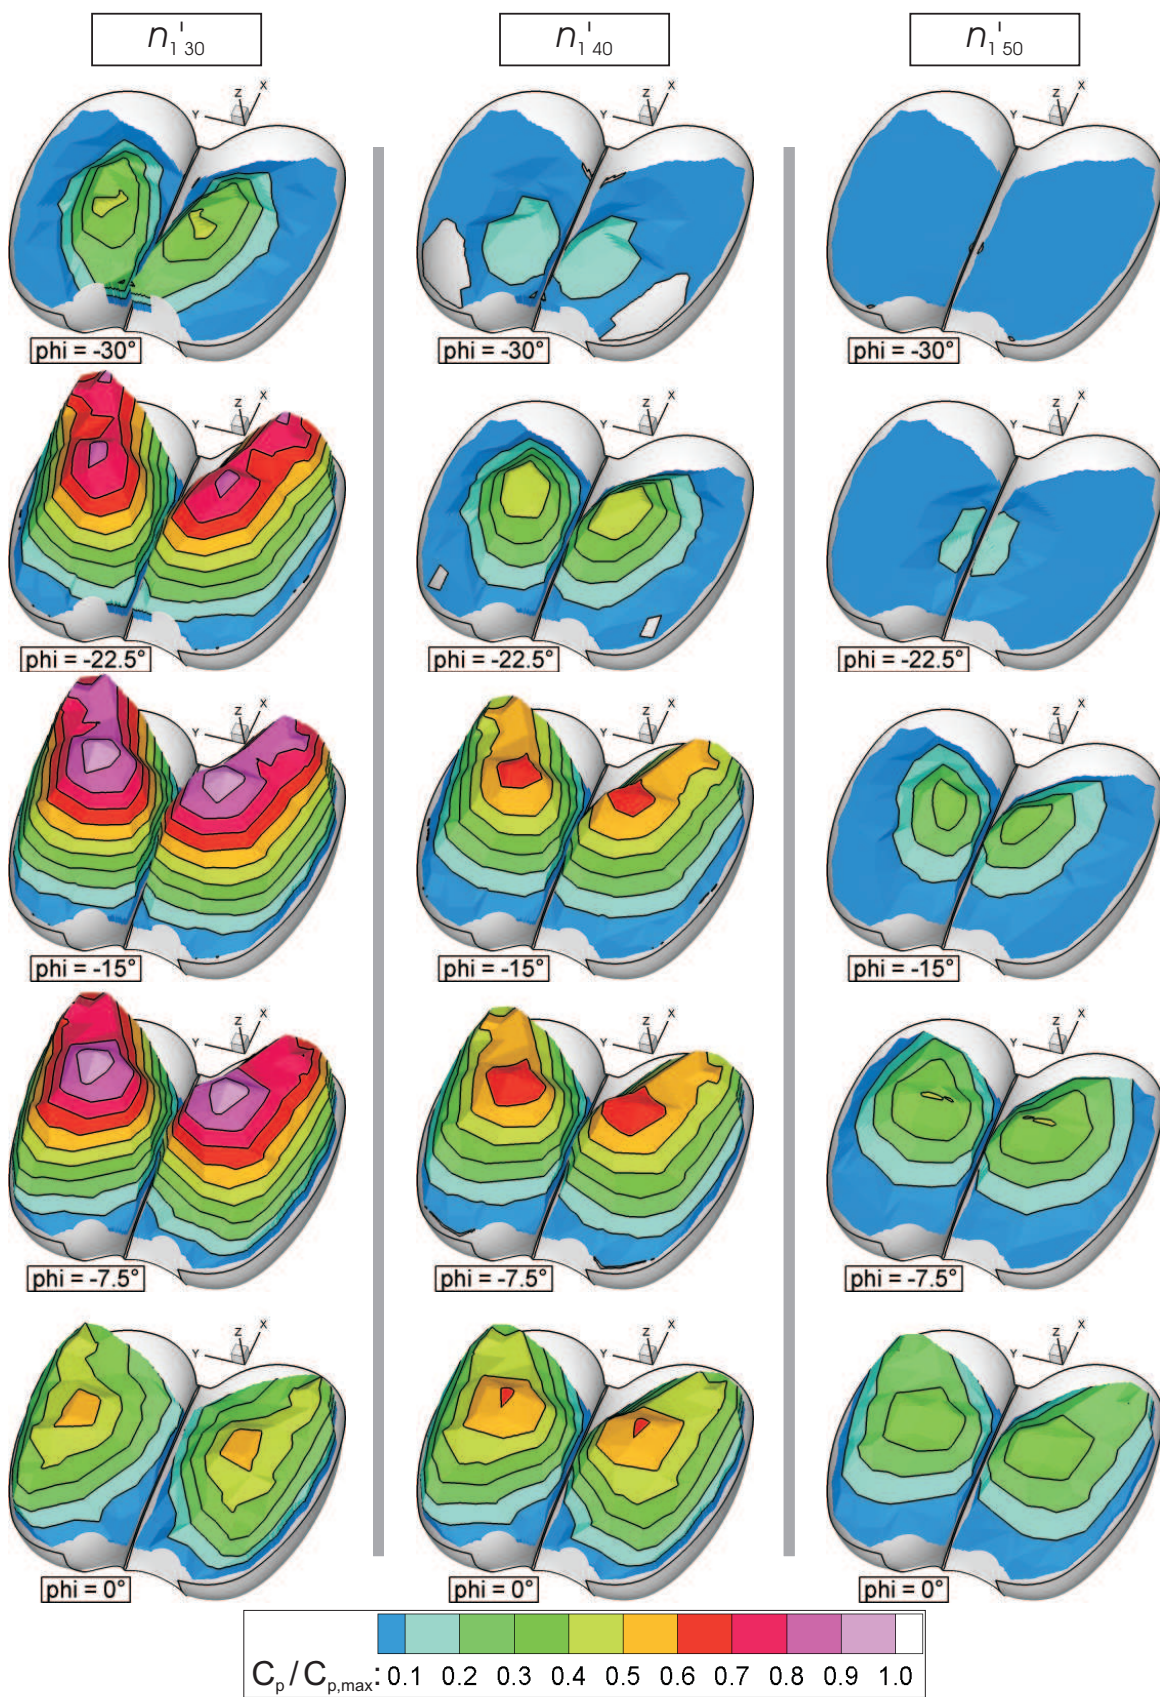 n'1 30 n'1 40 n'1 50
Z X Y Z X Y Z X Y
phi = -30° phi = -30° phi = -30°
Z X Y Z X Y Z X Y
phi = -22.5° phi = -22.5° phi = -22.5°
Z X Y Z X Y Z X Y
phi = -15° phi = -15° phi = -15°
Z X Y Z X Y Z X Y
phi = -7.5° phi = -7.5° phi = -7.5°
Z X Y Z X Y Z X Y
phi = 0° phi = 0° phi = 0°
Cp/Cp,max: 0.1 0.2 0.3 0.4 0.5 0.6 0.7 0.8 0.9 1.0